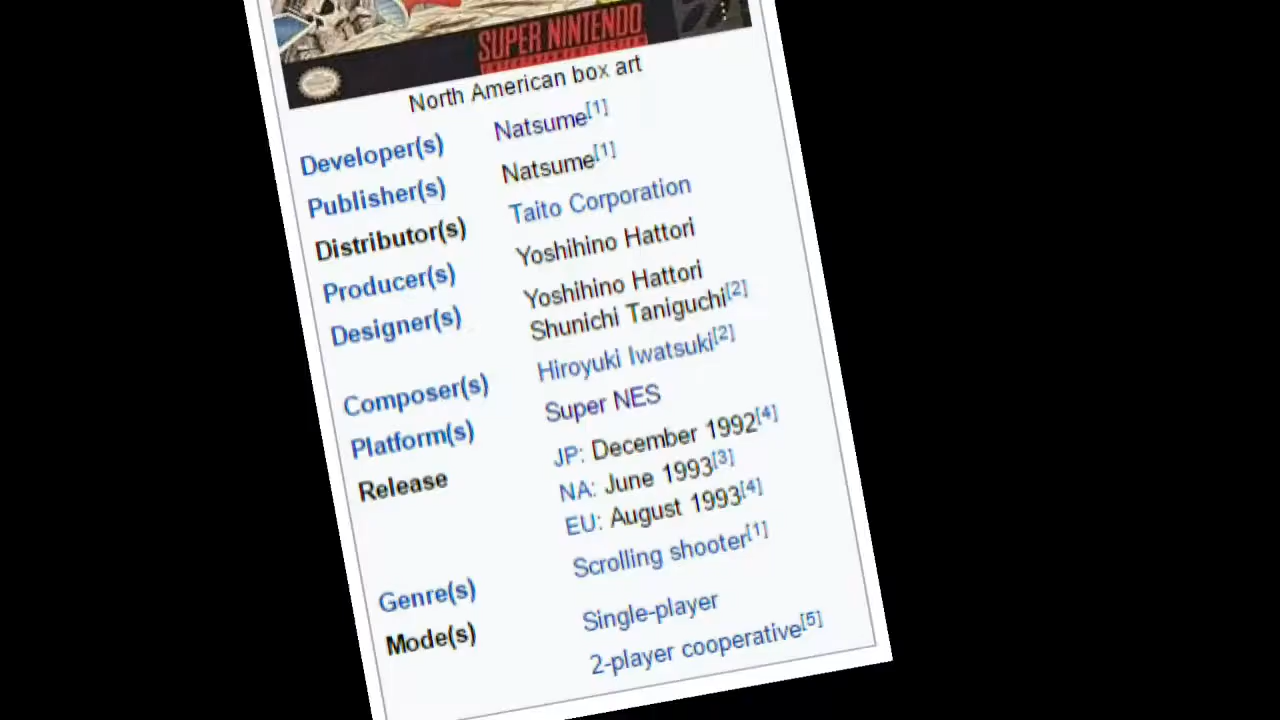 SUPER NINTENDO
North American box art
Developer(s) Natsume[1]
Publisher(s) Natsume[1]
Distributor(s) Taito Corporation
Producer(s) Yoshihino Hattori
Designer(s) Yoshihino Hattori
Shunichi Taniguchi[2]
Composer(s) Hiroyuki Iwatsuki[2]
Platform(s) Super NES
Release JP: December 1992[4]
NA: June 1993[3]
EU: August 1993[4]
Genre(s) Scrolling shooter[1]
Mode(s) Single-player
2-player cooperative[5]